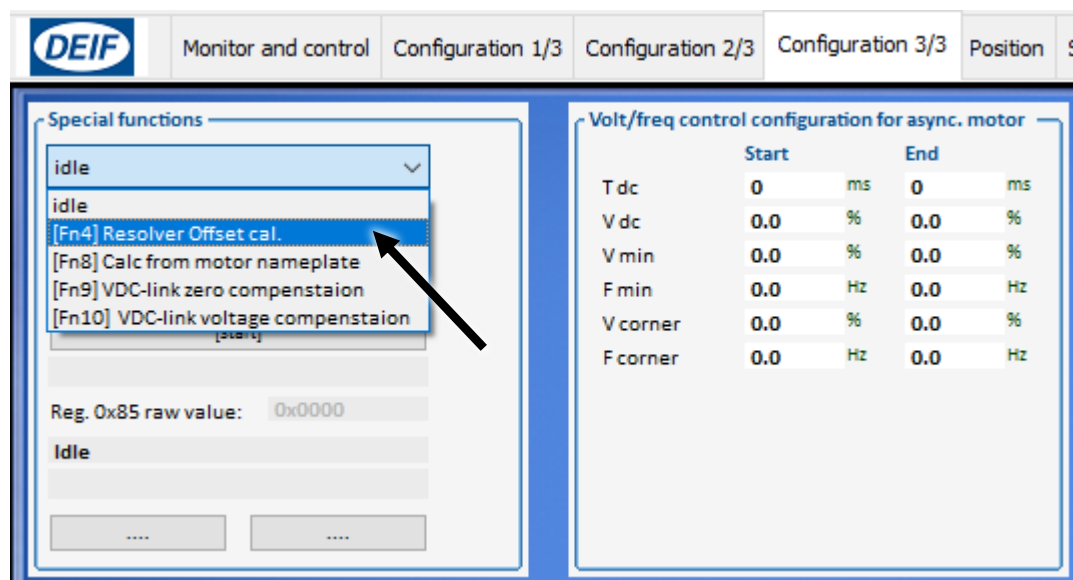 DEIF Monitor and control Configuration 1/3 Configuration 2/3 Configuration 3/3 Position
Special functions
idle
idle
[Fn4] Resolver Offset cal.
[Fn8] Calc from motor nameplate
[Fn9] VDC-link zero compenstaion
[Fn10] VDC-link voltage compenstaion
Reg. 0x85 raw value: 0x0000
Idle
.... ....
Volt/freq control configuration for async. motor
Start End
T dc 0 ms 0 ms
V dc 0.0 % 0.0 %
V min 0.0 % 0.0 %
F min 0.0 Hz 0.0 Hz
V corner 0.0 % 0.0 %
F corner 0.0 Hz 0.0 Hz